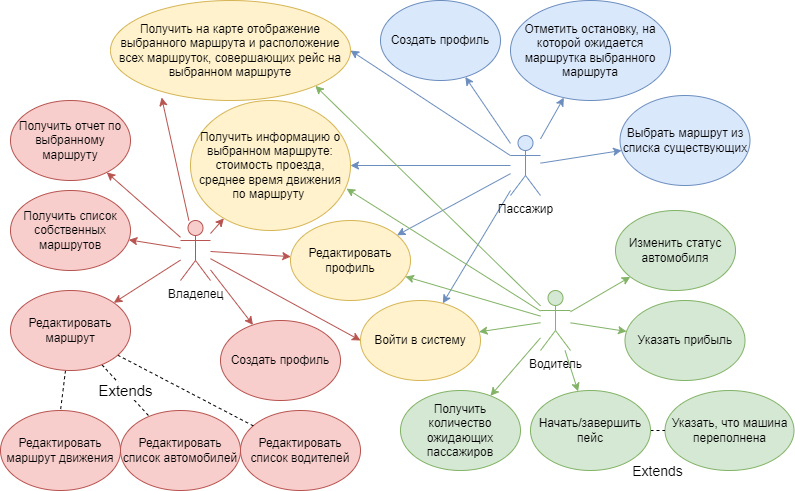 Получить на карте отображение
выбранного маршрута и расположение
всех маршруток, совершающих рейс на
выбранном маршруте
Создать профиль
Отметить остановку, на
которой ожидается
маршрутка выбранного
маршрута
Получить отчет по
выбранному
маршруту
Получить информацию о
выбранном маршруте:
стоимость проезда,
среднее время движения
по маршруту
Выбрать маршрут из
списка существующих
Пассажир
Получить список
собственных
маршрутов
Владелец
Редактировать
профиль
Изменить статус
автомобиля
Редактировать
маршрут
Создать профиль
Войти в систему
Водитель
Указать прибыль
Extends
Получить
количество
ожидающих
пассажиров
Начать/завершить
пейс
Указать, что машина
переполнена
Extends
Редактировать
маршрут движения
Редактировать
список автомобилей
Редактировать
список водителей